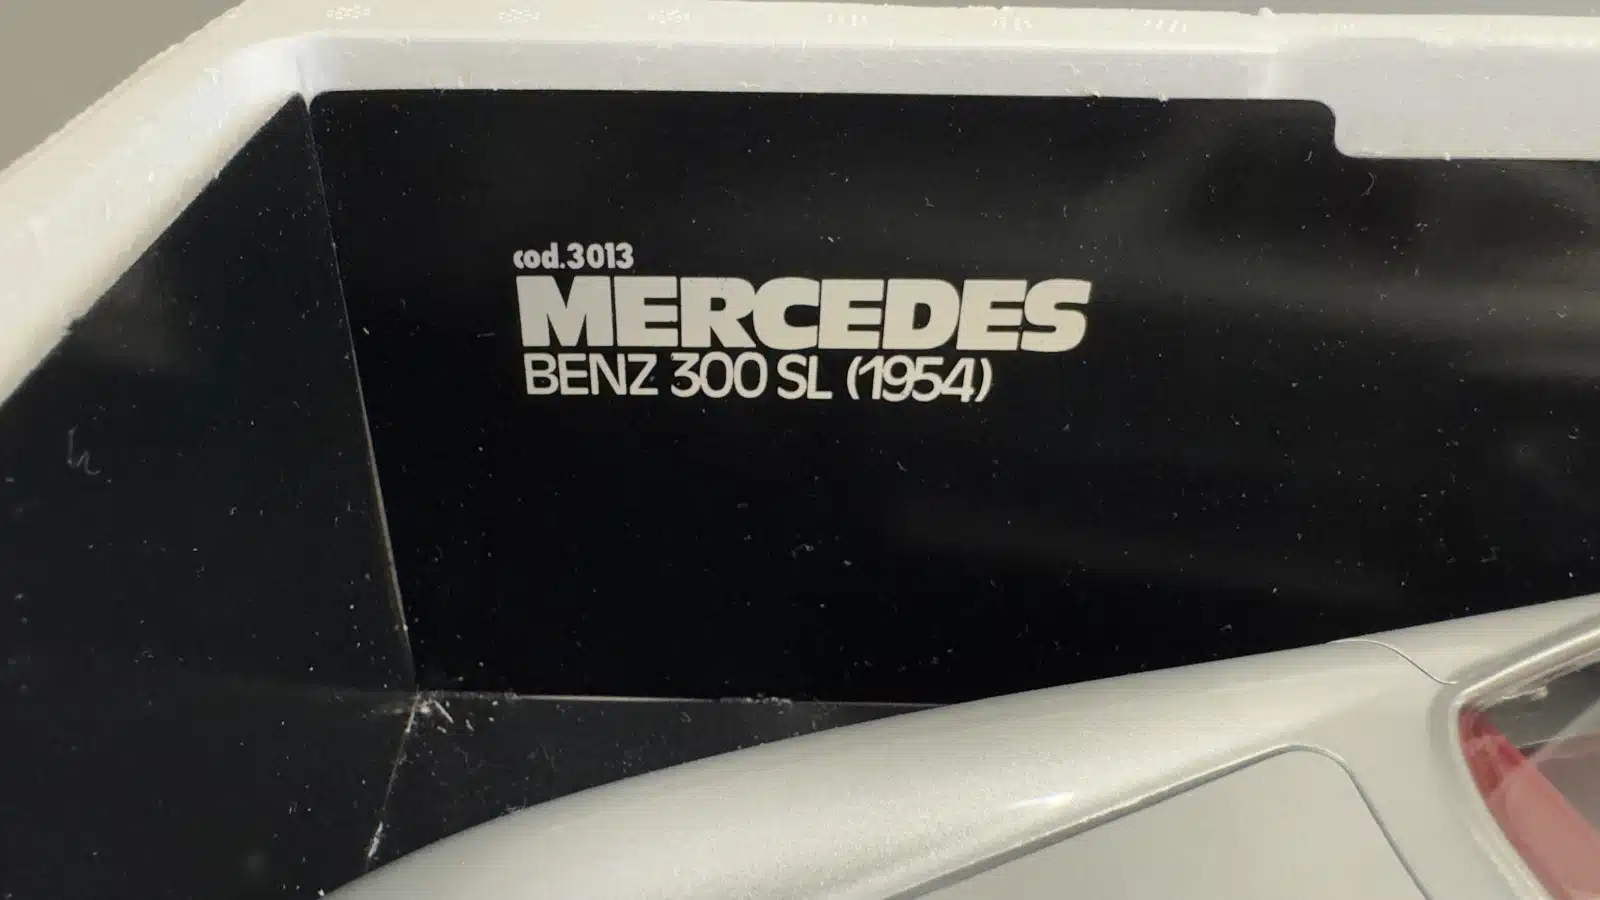 cod.3013
MERCEDES
BENZ 300 SL (1954)